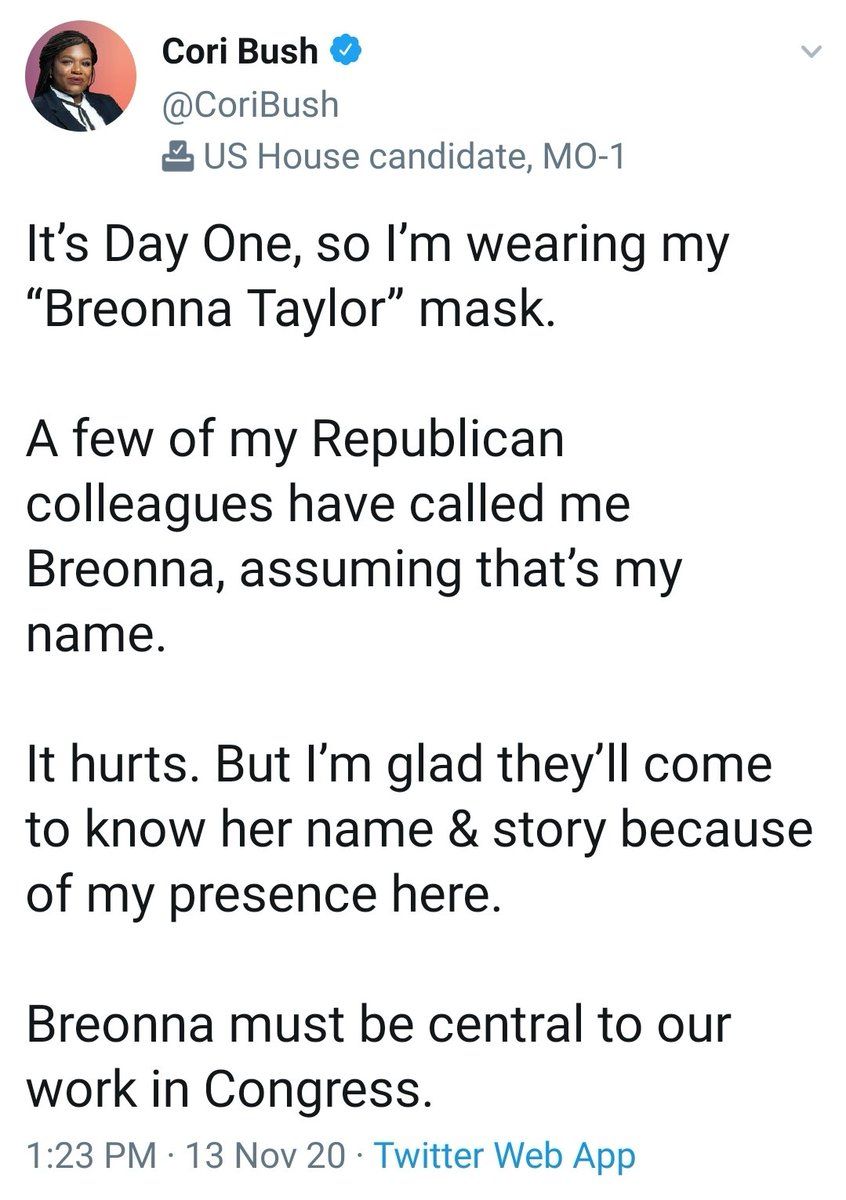 Cori Bush
@CoriBush
US House candidate, MO-1
It’s Day One, so I’m wearing my
“Breonna Taylor” mask.
A few of my Republican
colleagues have called me
Breonna, assuming that’s my
name.
It hurts. But I’m glad they’ll come
to know her name & story because
of my presence here.
Breonna must be central to our
work in Congress.
1:23 PM · 13 Nov 20 · Twitter Web App